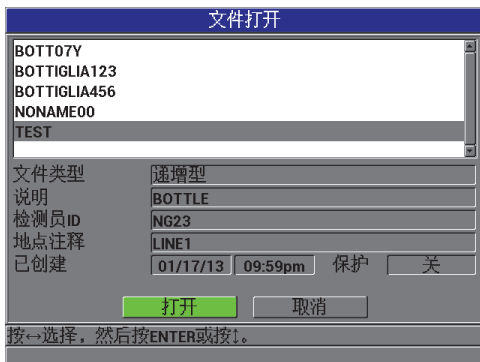 文件打开
BOTT07Y
BOTTIGLIA123
BOTTIGLIA456
NONAME00
TEST
文件类型 递增型
说明 BOTTLE
检测员ID NG23
地点注释 LINE1
已创建 01/17/13 09:59pm 保护 关
打开 取消
按↔选择，然后按ENTER或按↕。